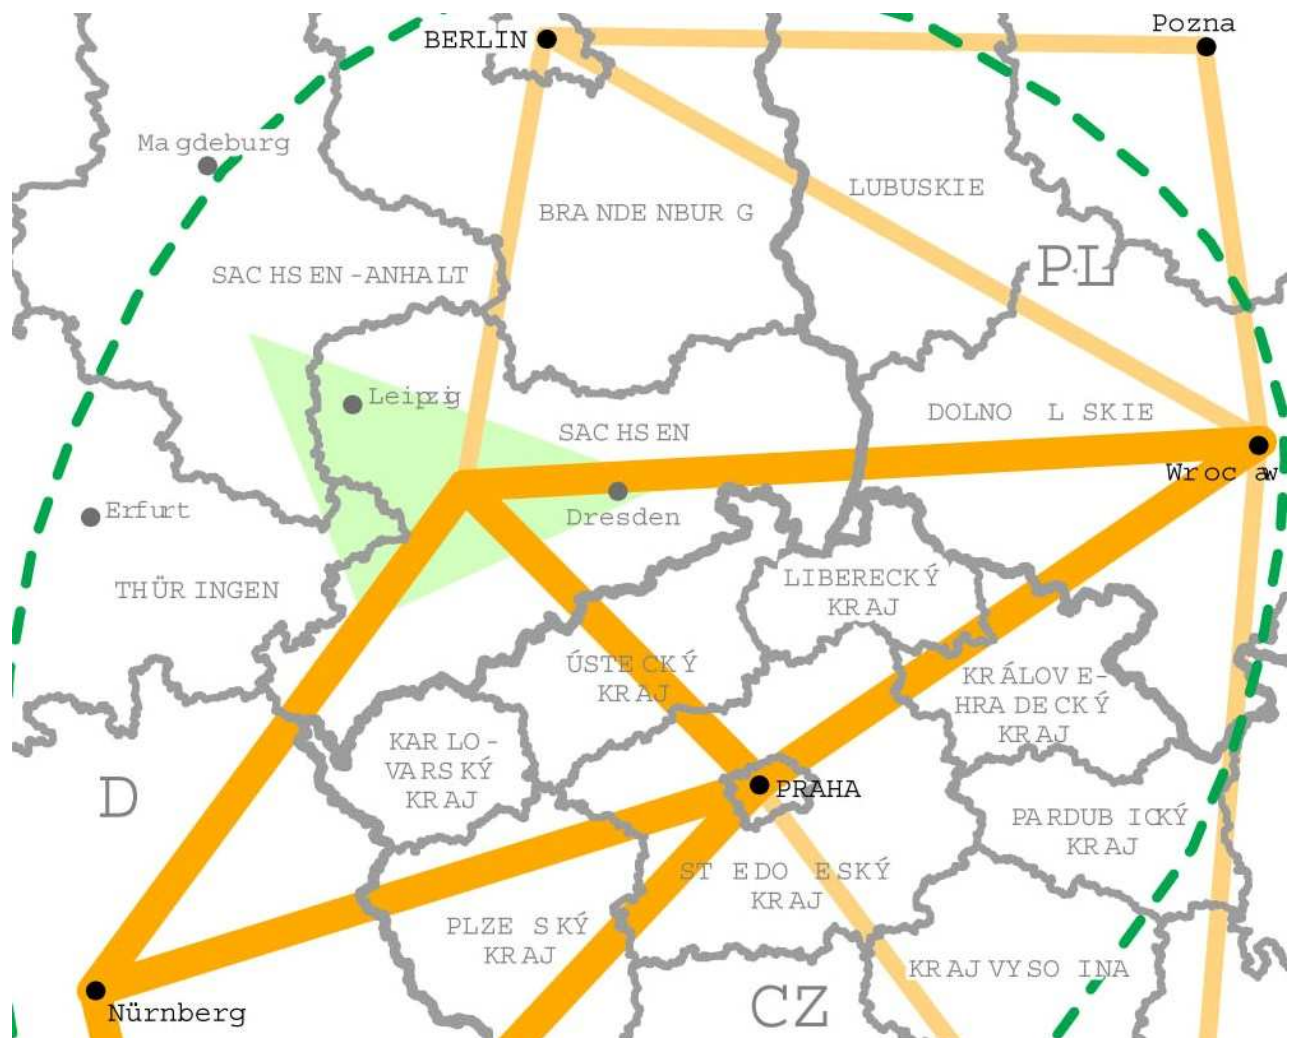 Pozna
BERLIN
Magdeburg
LUBUSKIE
BRANDENBURG
PL
SACHSEN-ANHALT
Leipzig
DOLNO L SKIE
SACHSEN
Wroc aw
Erfurt
Dresden
LIBERECKÝ
KRAJ
THÜRINGEN
ÚSTECKÝ
KRAJ
KRÁLOVE-
HRADECKÝ
KRAJ
KARLO-
VARSKÝ
KRAJ
D
PRAHA
PARDUBICKÝ
KRAJ
ST EDO ESKÝ
KRAJ
PLZE SKÝ
KRAJ
KRAJ VYSO INA
CZ
Nürnberg